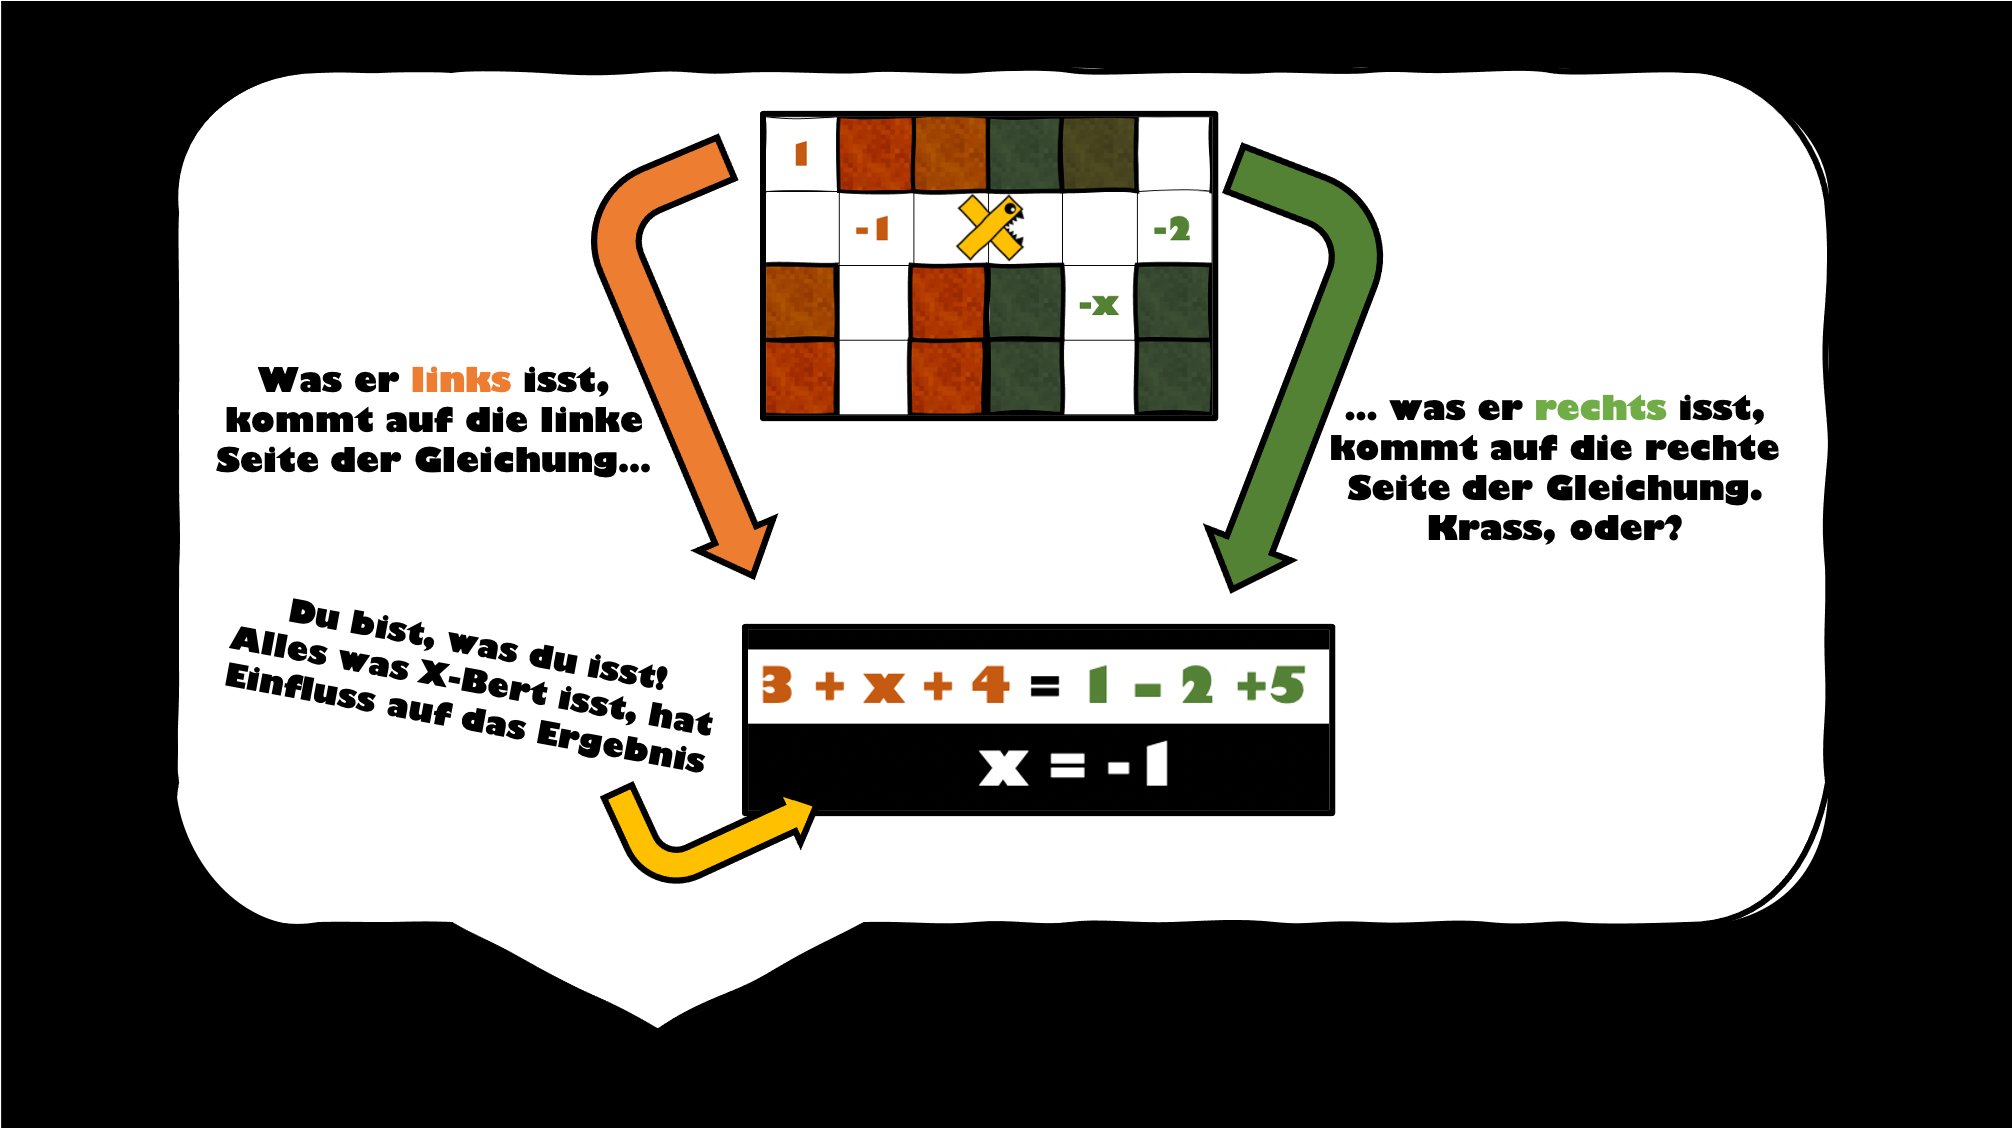 1
-1
-2
-x
Was er links isst,
kommt auf die linke
Seite der Gleichung...
... was er rechts isst,
kommt auf die rechte
Seite der Gleichung.
Krass, oder?
Du bist, was du isst!
Alles was X-Bert isst, hat
Einfluss auf das Ergebnis
3 + x + 4 = 1 – 2 +5
x = -1